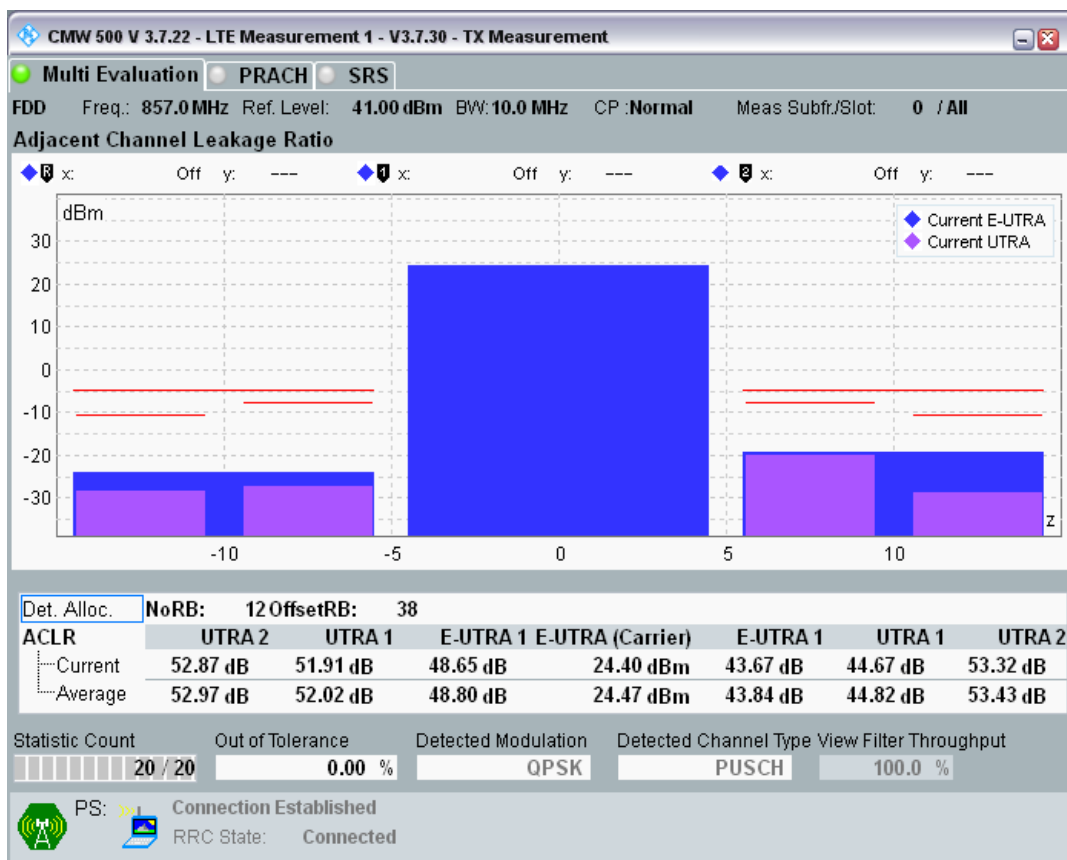 CMW 500 V 3.7.22 - LTE Measurement 1 - V3.7.30 - TX Measurement
Multi Evaluation PRACH SRS
FDD Freq.: 857.0 MHz Ref. Level: 41.00 dBm BW: 10.0 MHz CP :Normal Meas Subfr./Slot: 0 / All
Adjacent Channel Leakage Ratio
R x: Off y: --- 1 x: Off y: --- 2 x: Off y: ---
dBm
Current E-UTRA
Current UTRA
30
20
10
0
-10
-20
-30
z
-10 -5 0 5 10
Det. Alloc. NoRB: 12 OffsetRB: 38
ACLR UTRA 2 UTRA 1 E-UTRA 1 E-UTRA (Carrier) E-UTRA 1 UTRA 1 UTRA 2
Current 52.87 dB 51.91 dB 48.65 dB 24.40 dBm 43.67 dB 44.67 dB 53.32 dB
Average 52.97 dB 52.02 dB 48.80 dB 24.47 dBm 43.84 dB 44.82 dB 53.43 dB
Statistic Count Out of Tolerance Detected Modulation Detected Channel Type View Filter Throughput
20 / 20 0.00 % QPSK PUSCH 100.0 %
PS: Connection Established
RRC State: Connected